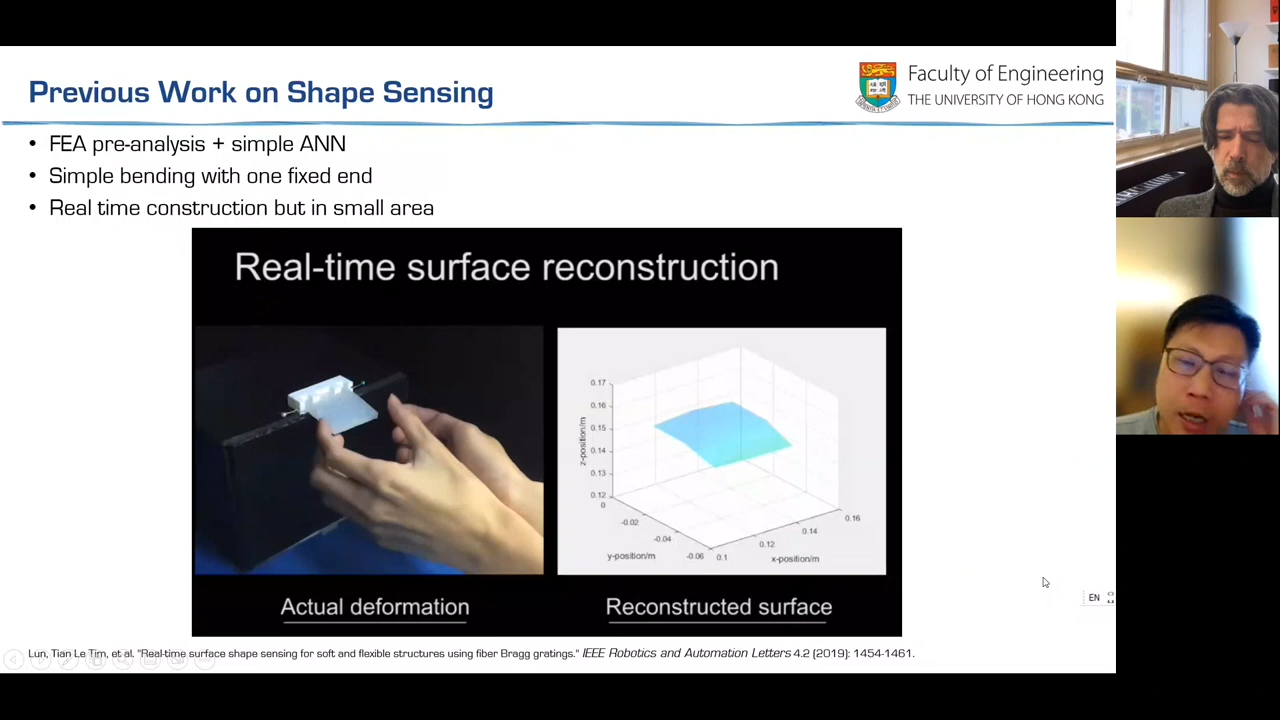 Previous Work on Shape Sensing
Faculty of Engineering
THE UNIVERSITY OF HONG KONG
• FEA pre-analysis + simple ANN
• Simple bending with one fixed end
• Real time construction but in small area
Real-time surface reconstruction
0.17
0.16
0.15
0.14
0.13
0.12
z-position/m
0
-0.02
-0.04
-0.06
y-position/m
0.1
0.12
0.14
0.16
x-position/m
Actual deformation
Reconstructed surface
EN
Lun, Tian Le Tim, et al. "Real-time surface shape sensing for soft and flexible structures using fiber Bragg gratings." IEEE Robotics and Automation Letters 4.2 (2019): 1454-1461.